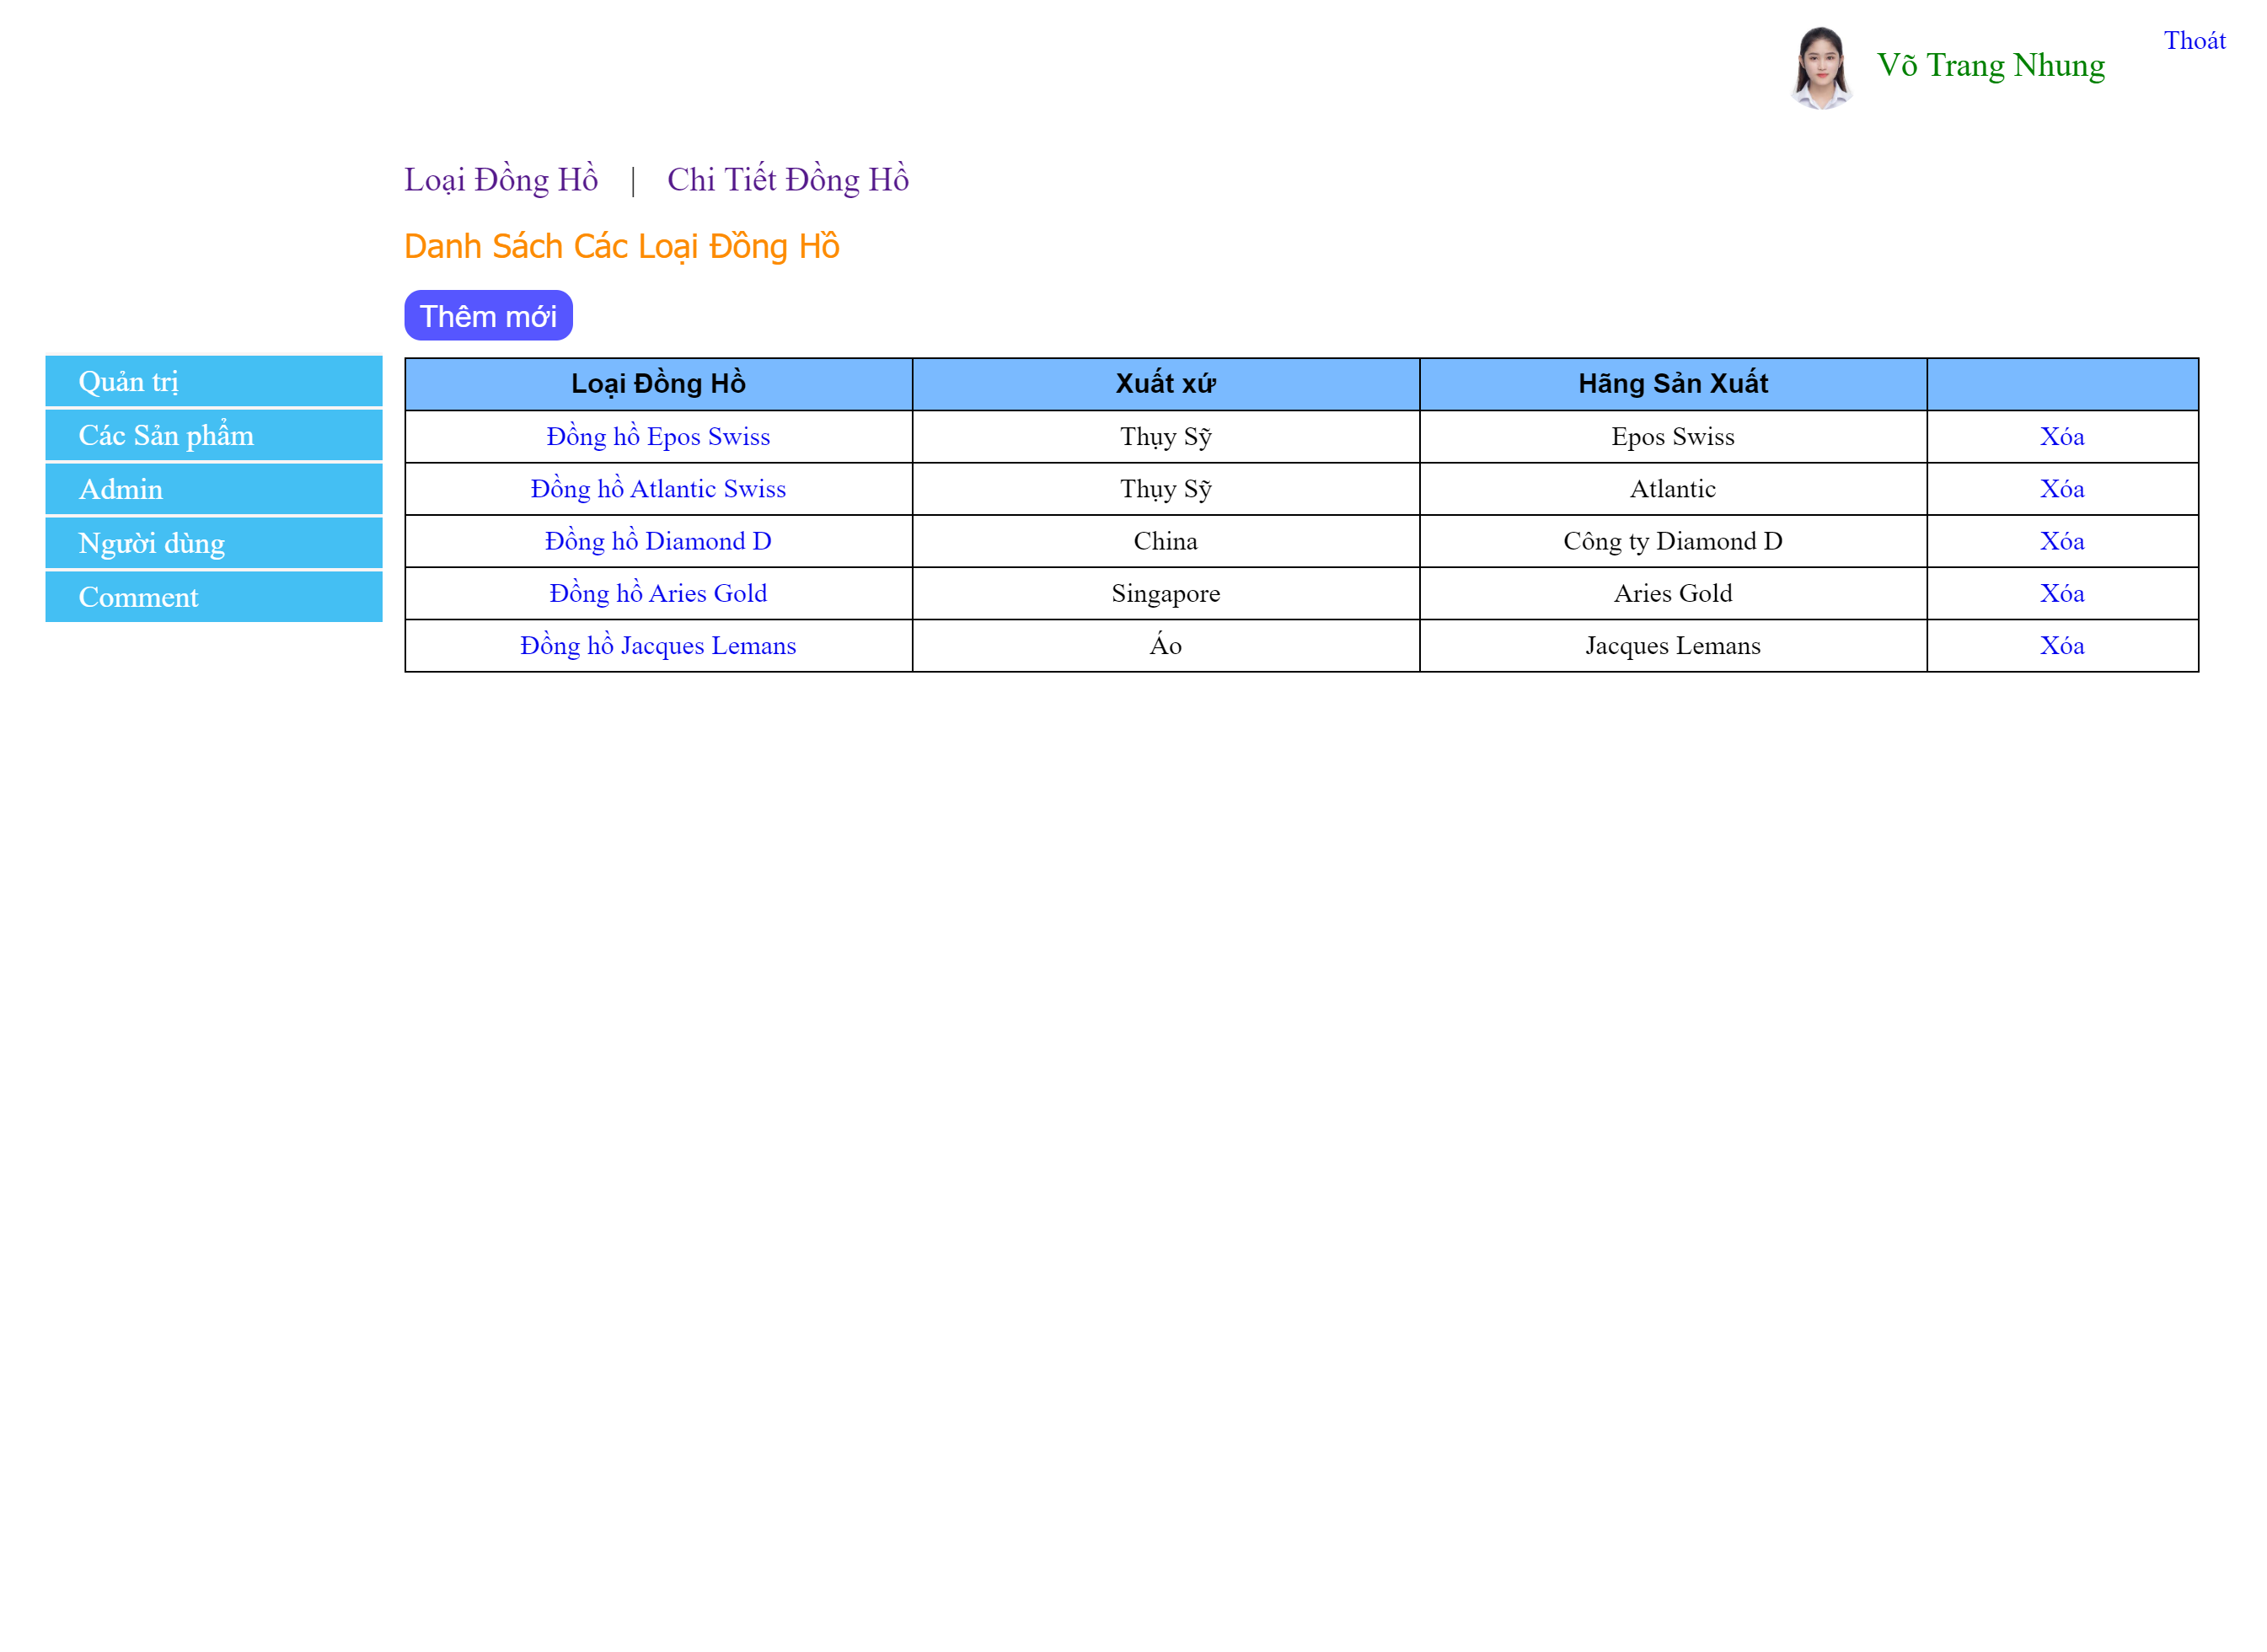 Võ Trang Nhung
Thoát
Loại Đồng Hồ | Chi Tiết Đồng Hồ
Danh Sách Các Loại Đồng Hồ
Thêm mới
Quản trị
Các Sản phẩm
Admin
Người dùng
Comment
Loại Đồng Hồ Xuất xứ Hãng Sản Xuất
Đồng hồ Epos Swiss Thụy Sỹ Epos Swiss Xóa
Đồng hồ Atlantic Swiss Thụy Sỹ Atlantic Xóa
Đồng hồ Diamond D China Công ty Diamond D Xóa
Đồng hồ Aries Gold Singapore Aries Gold Xóa
Đồng hồ Jacques Lemans Áo Jacques Lemans Xóa